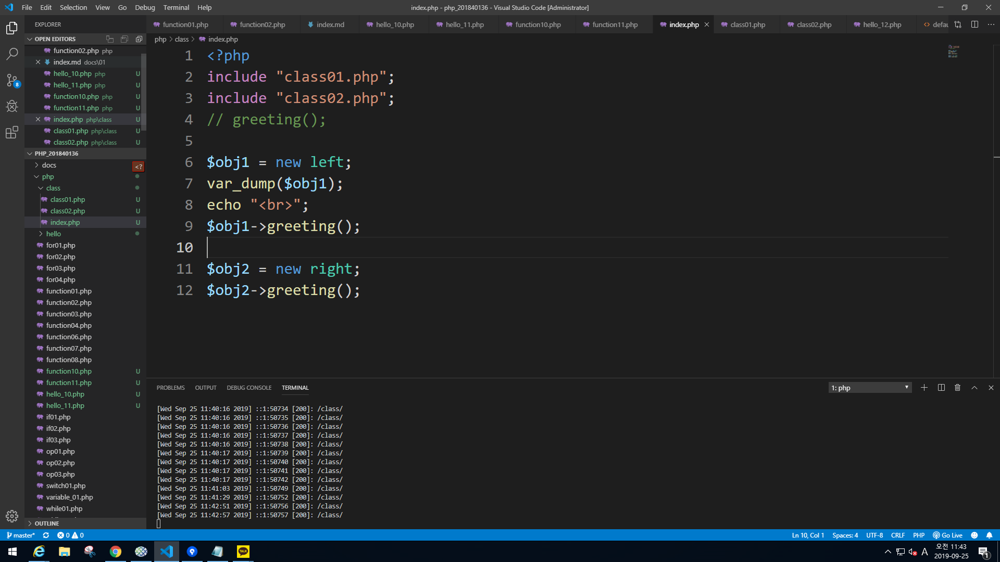 File Edit Selection View Go Debug Terminal Help
index.php - php_201840136 - Visual Studio Code [Administrator]
EXPLORER
function01.php function02.php index.md hello_10.php hello_11.php function10.php function11.php index.php class01.php class02.php hello_12.php defau
OPEN EDITORS
function02.php php
index.md docs\01
hello_10.php php U
hello_11.php php U
function10.php php U
function11.php php U
index.php php\class U
class01.php php\class U
class02.php php\class U
PHP_201840136
docs
<?
php
class
class01.php U
class02.php U
index.php U
hello
for01.php
for02.php
for03.php
for04.php
function01.php
function02.php
function03.php
function04.php
function06.php
function07.php
function08.php
function10.php U
function11.php U
hello_10.php U
hello_11.php U
if01.php
if02.php
if03.php
op01.php
op02.php
op03.php
switch01.php
variable_01.php
while01.php
OUTLINE
8
php > class > index.php
1 <?php
2 include "class01.php";
3 include "class02.php";
4 // greeting();
5
6 $obj1 = new left;
7 var_dump($obj1);
8 echo "<br>";
9 $obj1->greeting();
10
11 $obj2 = new right;
12 $obj2->greeting();
PROBLEMS OUTPUT DEBUG CONSOLE TERMINAL
1: php
[Wed Sep 25 11:40:16 2019] ::1:50734 [200]: /class/
[Wed Sep 25 11:40:16 2019] ::1:50735 [200]: /class/
[Wed Sep 25 11:40:16 2019] ::1:50736 [200]: /class/
[Wed Sep 25 11:40:16 2019] ::1:50737 [200]: /class/
[Wed Sep 25 11:40:16 2019] ::1:50738 [200]: /class/
[Wed Sep 25 11:40:17 2019] ::1:50739 [200]: /class/
[Wed Sep 25 11:40:17 2019] ::1:50740 [200]: /class/
[Wed Sep 25 11:40:17 2019] ::1:50741 [200]: /class/
[Wed Sep 25 11:40:17 2019] ::1:50742 [200]: /class/
[Wed Sep 25 11:41:03 2019] ::1:50749 [200]: /class/
[Wed Sep 25 11:41:29 2019] ::1:50752 [200]: /class/
[Wed Sep 25 11:42:51 2019] ::1:50756 [200]: /class/
[Wed Sep 25 11:42:57 2019] ::1:50757 [200]: /class/
master* 0 0
Ln 10, Col 1 Spaces: 4 UTF-8 CRLF PHP Go Live
TALK
A
오전 11:43
2019-09-25
1